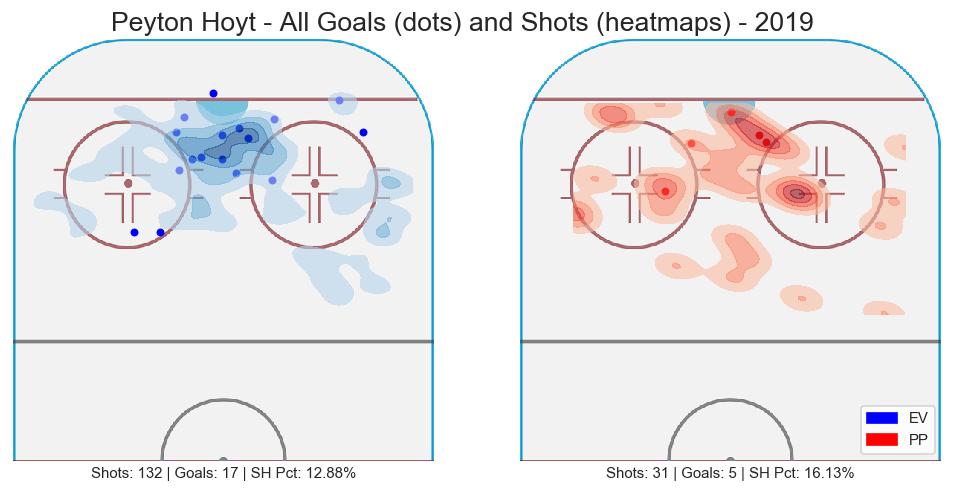 Peyton Hoyt - All Goals (dots) and Shots (heatmaps) - 2019
EV
PP
Shots: 132 | Goals: 17 | SH Pct: 12.88%
Shots: 31 | Goals: 5 | SH Pct: 16.13%